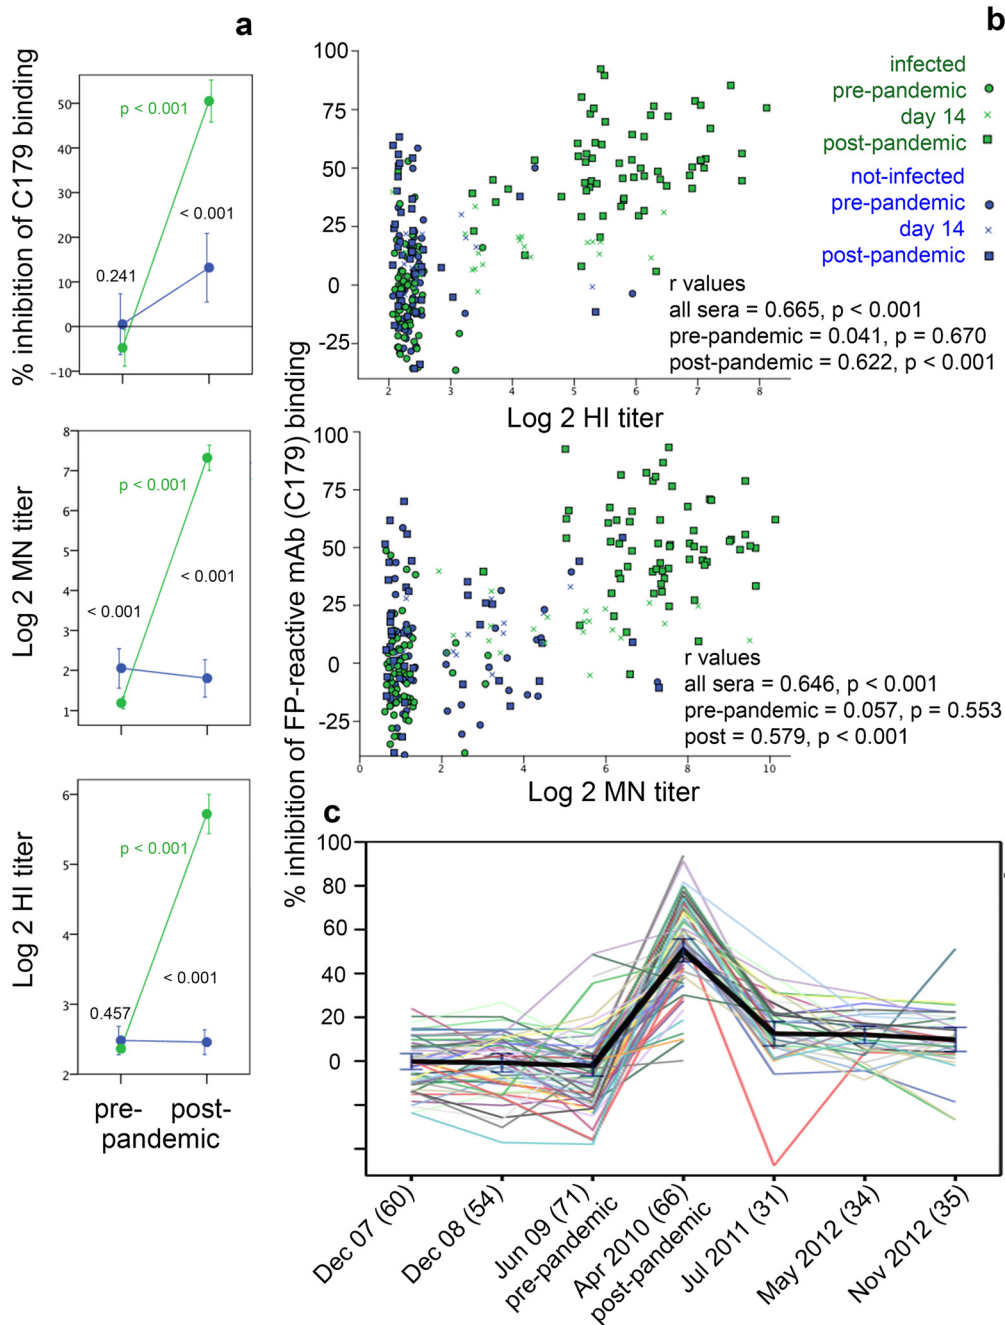 a
% inhibition of C179 binding
50
40
30
20
10
0
−10
p < 0.001
< 0.001
0.241
Log 2 MN titer
8
7
6
5
4
3
2
1
p < 0.001
< 0.001
< 0.001
Log 2 HI titer
6
5
4
3
2
p < 0.001
< 0.001
0.457
pre- post-
pandemic
b
% inhibition of FP-reactive mAb (C179) binding
100
75
50
25
0
-25
2 3 4 5 6 7 8
Log 2 HI titer
infected
pre-pandemic
day 14
post-pandemic
not-infected
pre-pandemic
day 14
post-pandemic
r values
all sera = 0.665, p < 0.001
pre-pandemic = 0.041, p = 0.670
post-pandemic = 0.622, p < 0.001
100
75
50
25
0
-25
0 2 4 6 8 10
Log 2 MN titer
r values
all sera = 0.646, p < 0.001
pre-pandemic = 0.057, p = 0.553
post = 0.579, p < 0.001
c
100
80
60
40
20
0
Dec 07 (60)
Dec 08 (54)
Jun 09 (71)
pre-pandemic
Apr 2010 (66)
post-pandemic
Jul 2011 (31)
May 2012 (34)
Nov 2012 (35)